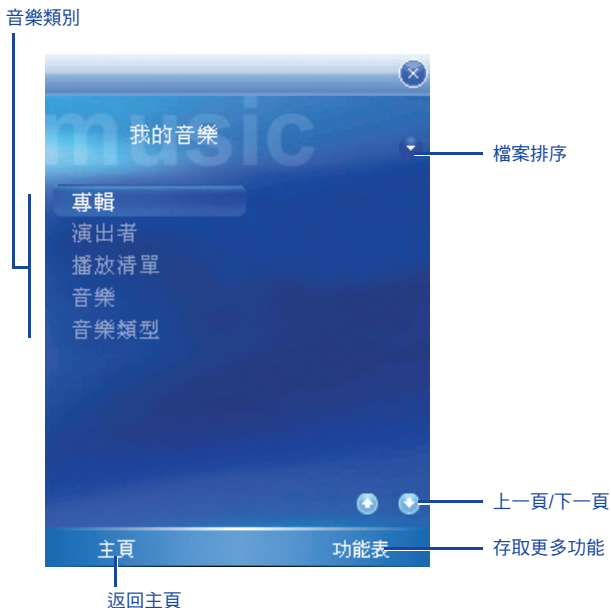 音樂類別
music
我的音樂
檔案排序
專輯
演出者
播放清單
音樂
音樂類型
上一頁/下一頁
主頁
功能表
存取更多功能
返回主頁